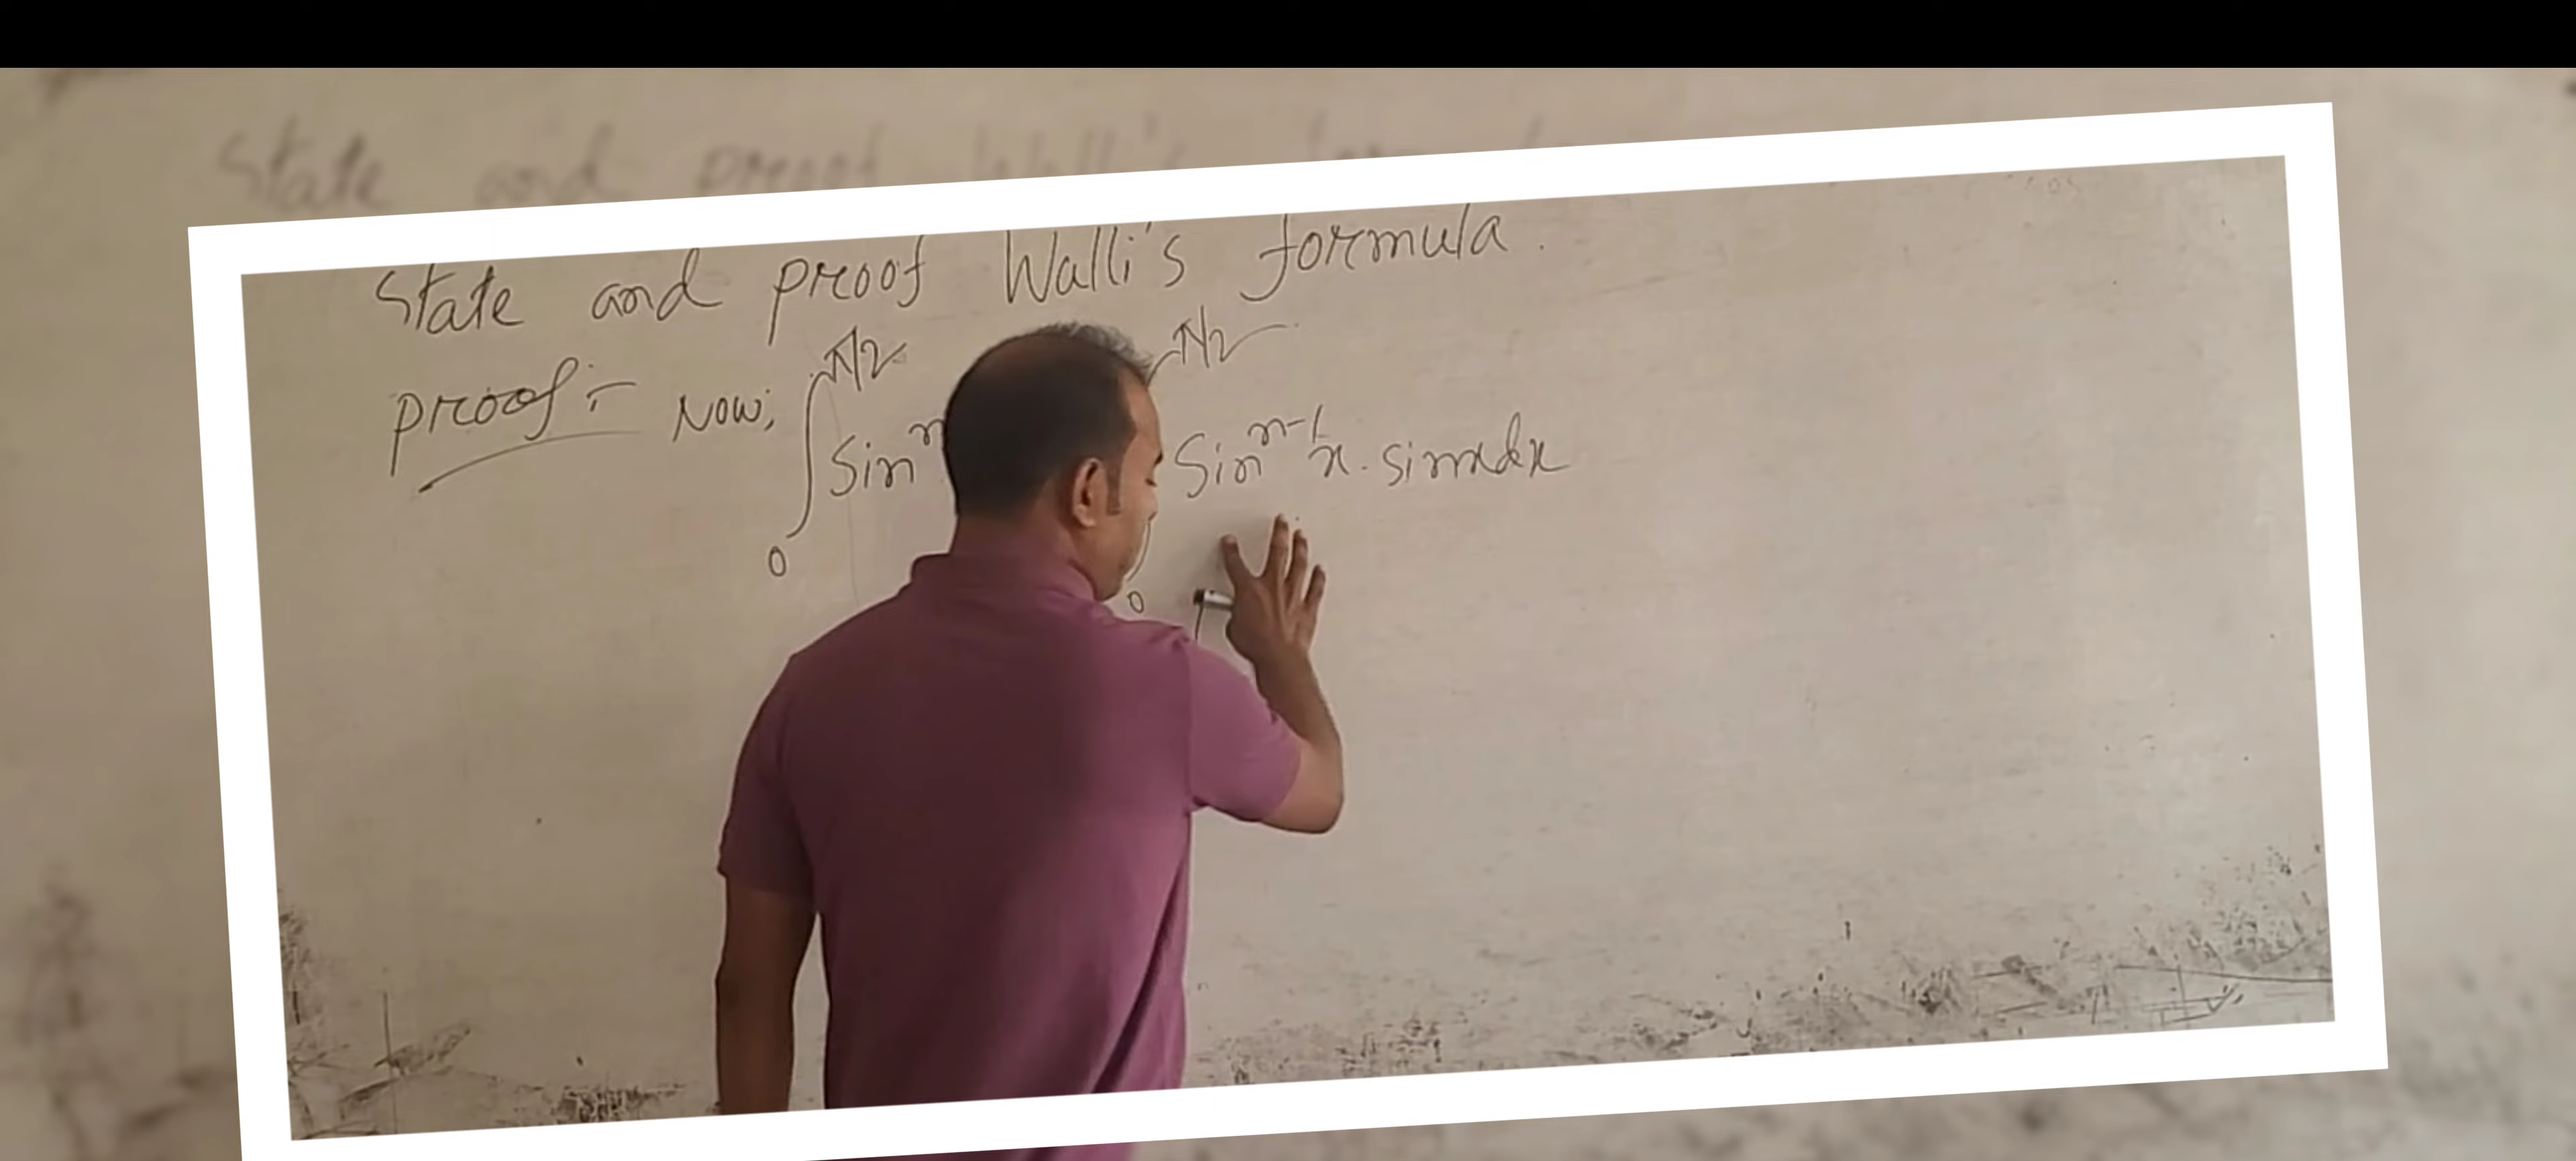 State and proof Walli's formula.
proof:- Now, ∫ π/2 0 Sin^n ∫ π/2 0 Sin^n-1 x. sinxdx